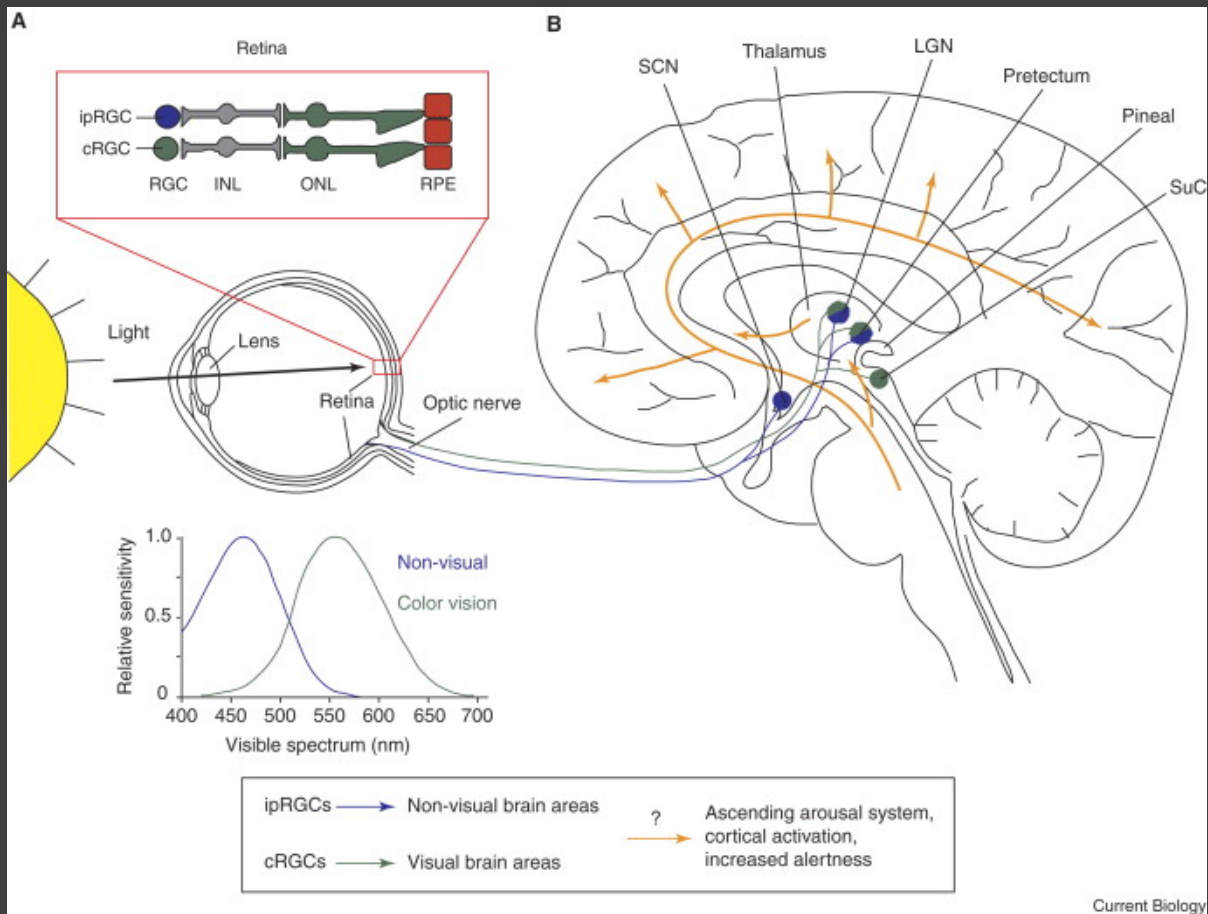 A
Retina
ipRGC
cRGC
RGC INL ONL RPE
Light
Lens
Retina
Optic nerve
Relative sensitivity
1.0
0.5
0
Non-visual
Color vision
400 450 500 550 600 650 700
Visible spectrum (nm)
B
SCN
Thalamus
LGN
Pretectum
Pineal
SuC
ipRGCs
Non-visual brain areas
cRGCs
Visual brain areas
?
Ascending arousal system,
cortical activation,
increased alertness
Current Biology